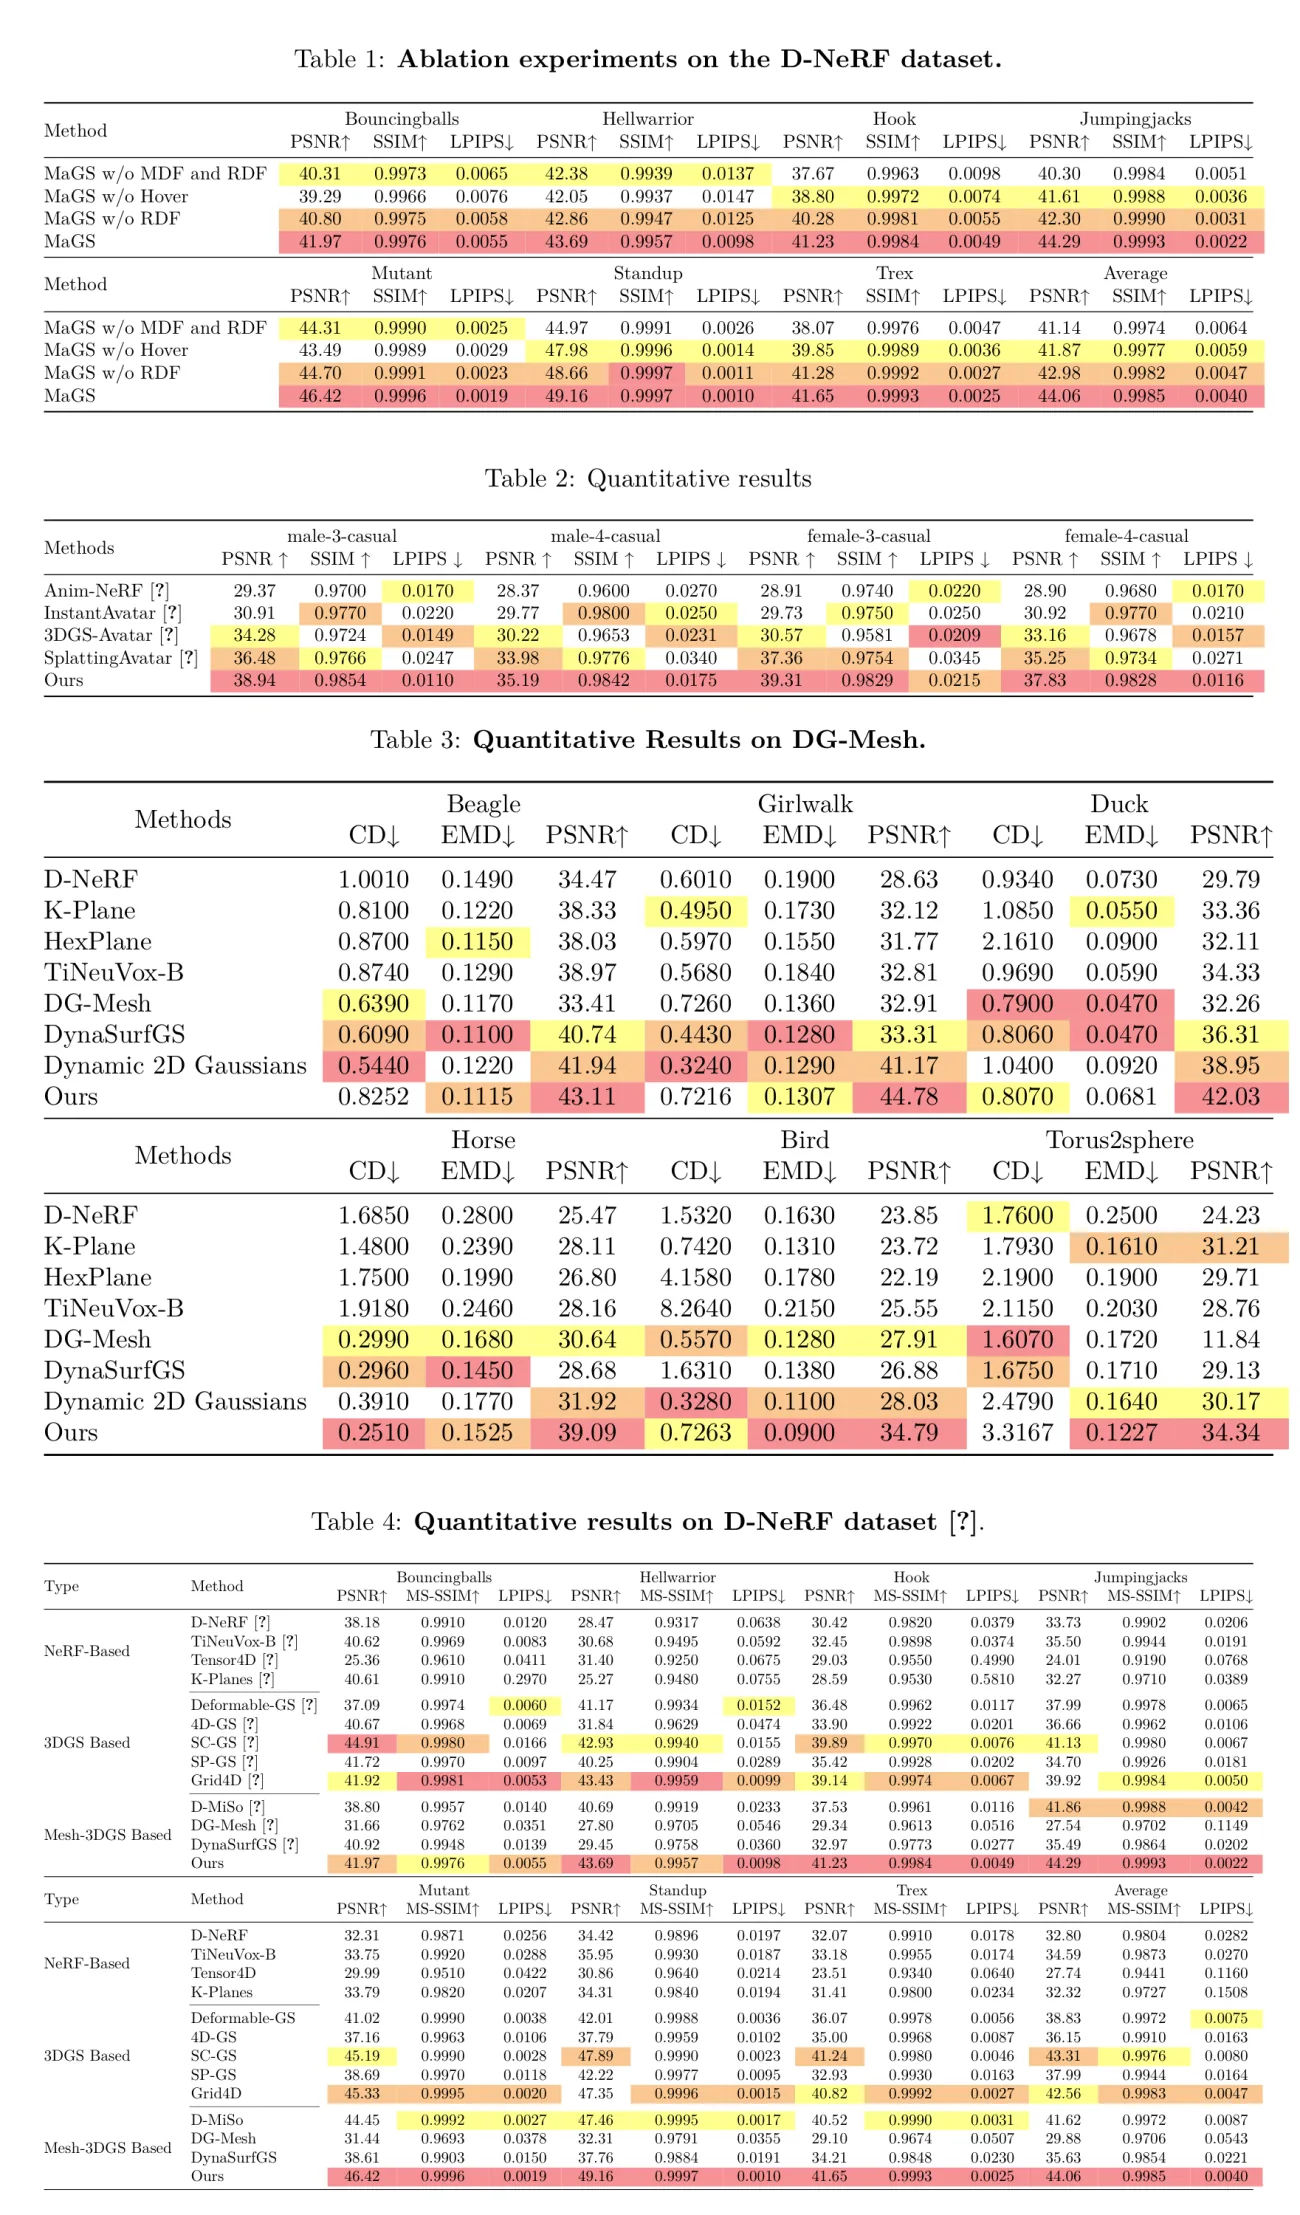 Table 1: Ablation experiments on the D-NeRF dataset.
Method Bouncingballs Hellwarrior Hook Jumpingjacks
PSNR↑ SSIM↑ LPIPS↓ PSNR↑ SSIM↑ LPIPS↓ PSNR↑ SSIM↑ LPIPS↓ PSNR↑ SSIM↑ LPIPS↓
MaGS w/o MDF and RDF 40.31 0.9973 0.0065 42.38 0.9939 0.0137 37.67 0.9963 0.0098 40.30 0.9984 0.0051
MaGS w/o Hover 39.29 0.9966 0.0076 42.05 0.9937 0.0147 38.80 0.9972 0.0074 41.61 0.9988 0.0036
MaGS w/o RDF 40.80 0.9975 0.0058 42.86 0.9947 0.0125 40.28 0.9981 0.0055 42.30 0.9990 0.0031
MaGS 41.97 0.9976 0.0055 43.69 0.9957 0.0098 41.23 0.9984 0.0049 44.29 0.9993 0.0022
Method Mutant Standup Trex Average
PSNR↑ SSIM↑ LPIPS↓ PSNR↑ SSIM↑ LPIPS↓ PSNR↑ SSIM↑ LPIPS↓ PSNR↑ SSIM↑ LPIPS↓
MaGS w/o MDF and RDF 44.31 0.9990 0.0025 44.97 0.9991 0.0026 38.07 0.9976 0.0047 41.14 0.9974 0.0064
MaGS w/o Hover 43.49 0.9989 0.0029 47.98 0.9996 0.0014 39.85 0.9989 0.0036 41.87 0.9977 0.0059
MaGS w/o RDF 44.70 0.9991 0.0023 48.66 0.9997 0.0011 41.28 0.9992 0.0027 42.98 0.9982 0.0047
MaGS 46.42 0.9996 0.0019 49.16 0.9997 0.0010 41.65 0.9993 0.0025 44.06 0.9985 0.0040
Table 2: Quantitative results
Methods male-3-casual male-4-casual female-3-casual female-4-casual
PSNR ↑ SSIM ↑ LPIPS ↓ PSNR ↑ SSIM ↑ LPIPS ↓ PSNR ↑ SSIM ↑ LPIPS ↓ PSNR ↑ SSIM ↑ LPIPS ↓
Anim-NeRF [?] 29.37 0.9700 0.0170 28.37 0.9600 0.0270 28.91 0.9740 0.0220 28.90 0.9680 0.0170
InstantAvatar [?] 30.91 0.9770 0.0220 29.77 0.9800 0.0250 29.73 0.9750 0.0250 30.92 0.9770 0.0210
3DGS-Avatar [?] 34.28 0.9724 0.0149 30.22 0.9653 0.0231 30.57 0.9581 0.0209 33.16 0.9678 0.0157
SplattingAvatar [?] 36.48 0.9766 0.0247 33.98 0.9776 0.0340 37.36 0.9754 0.0345 35.25 0.9734 0.0271
Ours 38.94 0.9854 0.0110 35.19 0.9842 0.0175 39.31 0.9829 0.0215 37.83 0.9828 0.0116
Table 3: Quantitative Results on DG-Mesh.
Methods Beagle Girlwalk Duck
CD↓ EMD↓ PSNR↑ CD↓ EMD↓ PSNR↑ CD↓ EMD↓ PSNR↑
D-NeRF 1.0010 0.1490 34.47 0.6010 0.1900 28.63 0.9340 0.0730 29.79
K-Plane 0.8100 0.1220 38.33 0.4950 0.1730 32.12 1.0850 0.0550 33.36
HexPlane 0.8700 0.1150 38.03 0.5970 0.1550 31.77 2.1610 0.0900 32.11
TiNeuVox-B 0.8740 0.1290 38.97 0.5680 0.1840 32.81 0.9690 0.0590 34.33
DG-Mesh 0.6390 0.1170 33.41 0.7260 0.1360 32.91 0.7900 0.0470 32.26
DynaSurfGS 0.6090 0.1100 40.74 0.4430 0.1280 33.31 0.8060 0.0470 36.31
Dynamic 2D Gaussians 0.5440 0.1220 41.94 0.3240 0.1290 41.17 1.0400 0.0920 38.95
Ours 0.8252 0.1115 43.11 0.7216 0.1307 44.78 0.8070 0.0681 42.03
Methods Horse Bird Torus2sphere
CD↓ EMD↓ PSNR↑ CD↓ EMD↓ PSNR↑ CD↓ EMD↓ PSNR↑
D-NeRF 1.6850 0.2800 25.47 1.5320 0.1630 23.85 1.7600 0.2500 24.23
K-Plane 1.4800 0.2390 28.11 0.7420 0.1310 23.72 1.7930 0.1610 31.21
HexPlane 1.7500 0.1990 26.80 4.1580 0.1780 22.19 2.1900 0.1900 29.71
TiNeuVox-B 1.9180 0.2460 28.16 8.2640 0.2150 25.55 2.1150 0.2030 28.76
DG-Mesh 0.2990 0.1680 30.64 0.5570 0.1280 27.91 1.6070 0.1720 11.84
DynaSurfGS 0.2960 0.1450 28.68 1.6310 0.1380 26.88 1.6750 0.1710 29.13
Dynamic 2D Gaussians 0.3910 0.1770 31.92 0.3280 0.1100 28.03 2.4790 0.1640 30.17
Ours 0.2510 0.1525 39.09 0.7263 0.0900 34.79 3.3167 0.1227 34.34
Table 4: Quantitative results on D-NeRF dataset [?].
Type Method Bouncingballs Hellwarrior Hook Jumpingjacks
PSNR↑ MS-SSIM↑ LPIPS↓ PSNR↑ MS-SSIM↑ LPIPS↓ PSNR↑ MS-SSIM↑ LPIPS↓ PSNR↑ MS-SSIM↑ LPIPS↓
D-NeRF [?] 38.18 0.9910 0.0120 28.47 0.9317 0.0638 30.42 0.9820 0.0379 33.73 0.9902 0.0206
TiNeuVox-B [?] 40.62 0.9969 0.0083 30.68 0.9495 0.0592 32.45 0.9898 0.0374 35.50 0.9944 0.0191
NeRF-Based
Tensor4D [?] 25.36 0.9610 0.0411 31.40 0.9250 0.0675 29.03 0.9550 0.4990 24.01 0.9190 0.0768
K-Planes [?] 40.61 0.9910 0.2970 25.27 0.9480 0.0755 28.59 0.9530 0.5810 32.27 0.9710 0.0389
Deformable-GS [?] 37.09 0.9974 0.0060 41.17 0.9934 0.0152 36.48 0.9962 0.0117 37.99 0.9978 0.0065
4D-GS [?] 40.67 0.9968 0.0069 31.84 0.9629 0.0474 33.90 0.9922 0.0201 36.66 0.9962 0.0106
3DGS Based SC-GS [?] 44.91 0.9980 0.0166 42.93 0.9940 0.0155 39.89 0.9970 0.0076 41.13 0.9980 0.0067
SP-GS [?] 41.72 0.9970 0.0097 40.25 0.9904 0.0289 35.42 0.9928 0.0202 34.70 0.9926 0.0181
Grid4D [?] 41.92 0.9981 0.0053 43.43 0.9959 0.0099 39.14 0.9974 0.0067 39.92 0.9984 0.0050
D-MiSo [?] 38.80 0.9957 0.0140 40.69 0.9919 0.0233 37.53 0.9961 0.0116 41.86 0.9988 0.0042
DG-Mesh [?] 31.66 0.9762 0.0351 27.80 0.9705 0.0546 29.34 0.9613 0.0516 27.54 0.9702 0.1149
Mesh-3DGS Based
DynaSurfGS [?] 40.92 0.9948 0.0139 29.45 0.9758 0.0360 32.97 0.9773 0.0277 35.49 0.9864 0.0202
Ours 41.97 0.9976 0.0055 43.69 0.9957 0.0098 41.23 0.9984 0.0049 44.29 0.9993 0.0022
Type Method Mutant Standup Trex Average
PSNR↑ MS-SSIM↑ LPIPS↓ PSNR↑ MS-SSIM↑ LPIPS↓ PSNR↑ MS-SSIM↑ LPIPS↓ PSNR↑ MS-SSIM↑ LPIPS↓
D-NeRF 32.31 0.9871 0.0256 34.42 0.9896 0.0197 32.07 0.9910 0.0178 32.80 0.9804 0.0282
TiNeuVox-B 33.75 0.9920 0.0288 35.95 0.9930 0.0187 33.18 0.9955 0.0174 34.59 0.9873 0.0270
NeRF-Based
Tensor4D 29.99 0.9510 0.0422 30.86 0.9640 0.0214 23.51 0.9340 0.0640 27.74 0.9441 0.1160
K-Planes 33.79 0.9820 0.0207 34.31 0.9840 0.0194 31.41 0.9800 0.0234 32.32 0.9727 0.1508
Deformable-GS 41.02 0.9990 0.0038 42.01 0.9988 0.0036 36.07 0.9978 0.0056 38.83 0.9972 0.0075
4D-GS 37.16 0.9963 0.0106 37.79 0.9959 0.0102 35.00 0.9968 0.0087 36.15 0.9910 0.0163
3DGS Based SC-GS 45.19 0.9990 0.0028 47.89 0.9990 0.0023 41.24 0.9980 0.0046 43.31 0.9976 0.0080
SP-GS 38.69 0.9970 0.0118 42.22 0.9977 0.0095 32.93 0.9930 0.0163 37.99 0.9944 0.0164
Grid4D 45.33 0.9995 0.0020 47.35 0.9996 0.0015 40.82 0.9992 0.0027 42.56 0.9983 0.0047
D-MiSo 44.45 0.9992 0.0027 47.46 0.9995 0.0017 40.52 0.9990 0.0031 41.62 0.9972 0.0087
DG-Mesh 31.44 0.9693 0.0378 32.31 0.9791 0.0355 29.10 0.9674 0.0507 29.88 0.9706 0.0543
Mesh-3DGS Based
DynaSurfGS 38.61 0.9903 0.0150 37.76 0.9884 0.0191 34.21 0.9848 0.0230 35.63 0.9854 0.0221
Ours 46.42 0.9996 0.0019 49.16 0.9997 0.0010 41.65 0.9993 0.0025 44.06 0.9985 0.0040